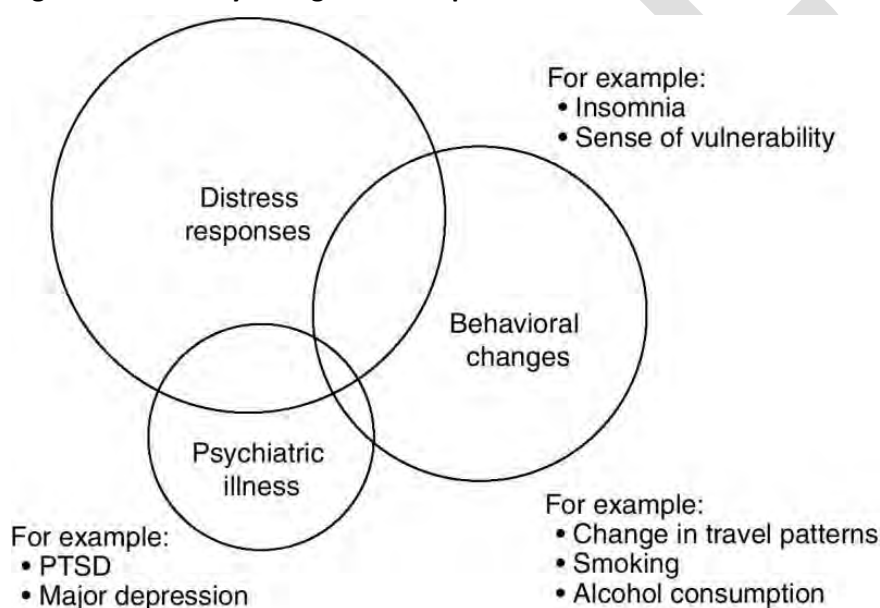 For example:
• Insomnia
• Sense of vulnerability
Distress
responses
Behavioral
changes
Psychiatric
illness
For example:
• PTSD
• Major depression
For example:
• Change in travel patterns
• Smoking
• Alcohol consumption